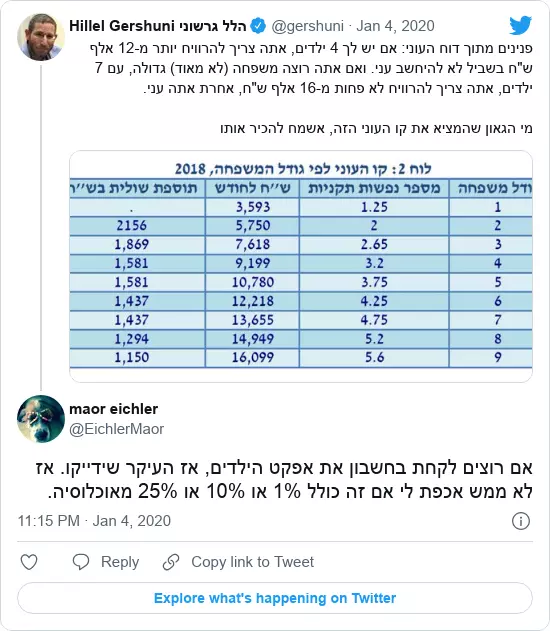 Hillel Gershuni הלל גרשוני @gershuni · Jan 4, 2020
פנינים מתוך דוח העוני: אם יש לך 4 ילדים, אתה צריך להרוויח יותר מ-12 אלף
ש"ח בשביל לא להיחשב עני. ואם אתה רוצה משפחה (לא מאוד) גדולה, עם 7
ילדים, אתה צריך להרוויח לא פחות מ-16 אלף ש"ח, אחרת אתה עני.
מי הגאון שהמציא את קו העוני הזה, אשמח להכיר אותו
לוח 2: קו העוני לפי גודל המשפחה, 2018
ודל משפחה מספר נפשות תקניות ש''ח לחודש תוספת שולית בש''ר
1 1.25 3,593 .
2 2 5,750 2156
3 2.65 7,618 1,869
4 3.2 9,199 1,581
5 3.75 10,780 1,581
6 4.25 12,218 1,437
7 4.75 13,655 1,437
8 5.2 14,949 1,294
9 5.6 16,099 1,150
maor eichler
@EichlerMaor
אם רוצים לקחת בחשבון את אפקט הילדים, אז העיקר שידייקו. אז
לא ממש אכפת לי אם זה כולל 1% או 10% או 25% מאוכלוסיה.
11:15 PM · Jan 4, 2020
Reply Copy link to Tweet
Explore what's happening on Twitter